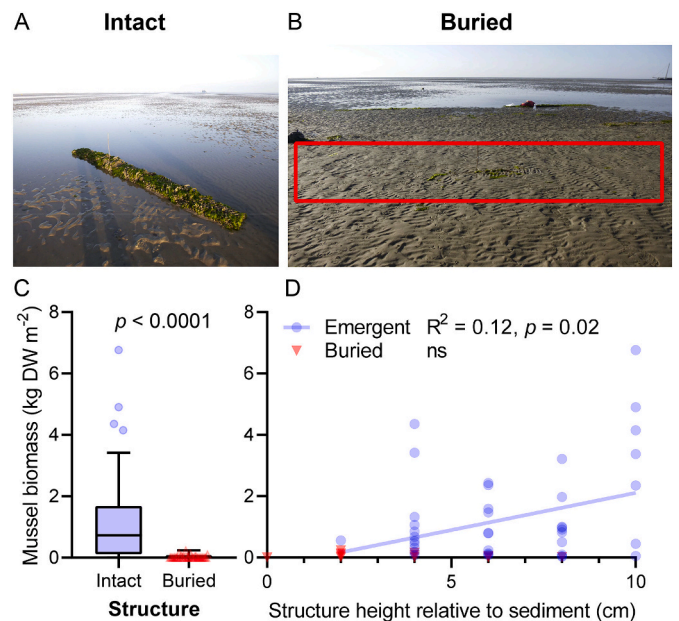 A Intact
B Buried
C
8
6
4
2
0
p < 0.0001
Mussel biomass (kg DW m⁻²)
Intact Buried
Structure
D
8
6
4
2
0
Emergent R² = 0.12, p = 0.02
Buried ns
0 5 10
Structure height relative to sediment (cm)